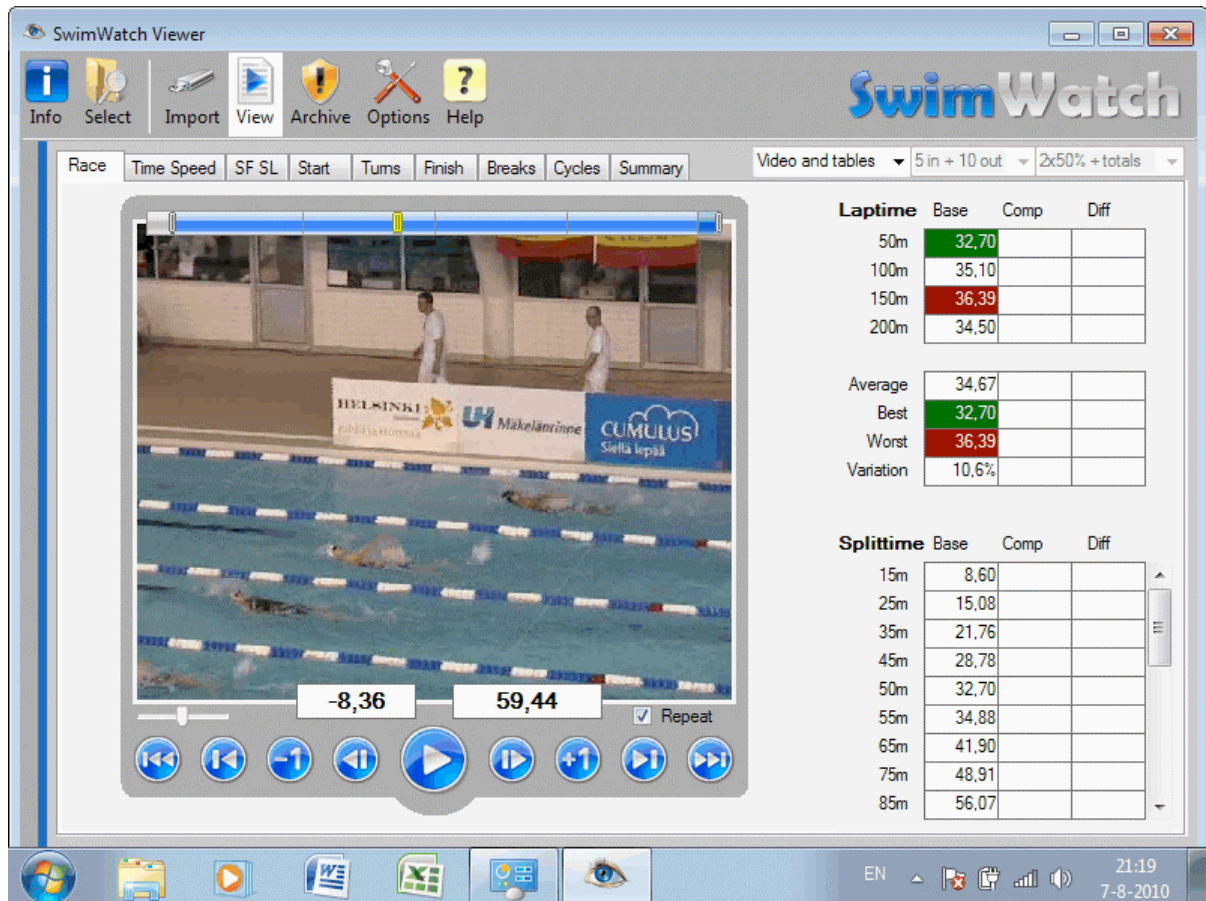 SwimWatch Viewer
Info Select Import View Archive Options Help
SwimWatch
Race Time Speed SF SL Start Turns Finish Breaks Cycles Summary
Video and tables 5 in + 10 out 2x50% + totals
Laptime Base Comp Diff
50m 32,70
100m 35,10
150m 36,39
200m 34,50
Average 34,67
Best 32,70
Worst 36,39
Variation 10,6%
HELSINKI
UH Mäkelänrinne
CUMULUS
Siellä lepää
Splittime Base Comp Diff
15m 8,60
25m 15,08
35m 21,76
45m 28,78
50m 32,70
55m 34,88
65m 41,90
75m 48,91
85m 56,07
-8,36 59,44
Repeat
-1 +1
EN 21:19
7-8-2010